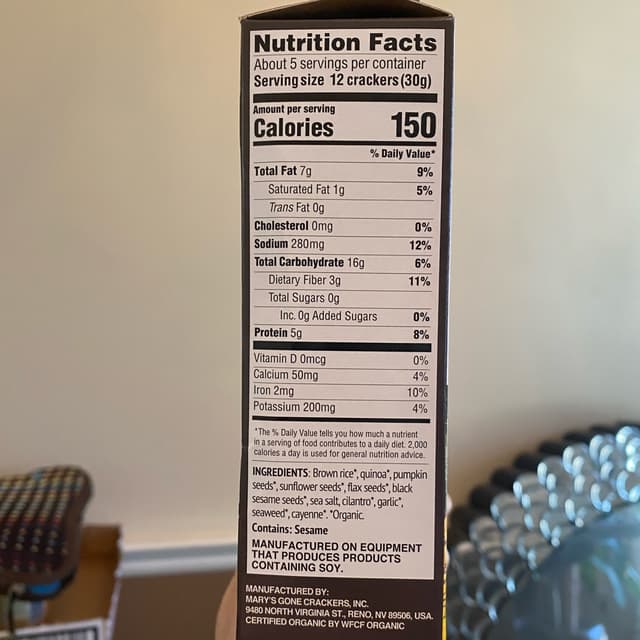 Nutrition Facts
About 5 servings per container
Serving size 12 crackers (30g)
Amount per serving
Calories 150
% Daily Value*
Total Fat 7g 9%
Saturated Fat 1g 5%
Trans Fat 0g
Cholesterol 0mg 0%
Sodium 280mg 12%
Total Carbohydrate 16g 6%
Dietary Fiber 3g 11%
Total Sugars 0g
Inc. 0g Added Sugars 0%
Protein 5g 8%
Vitamin D 0mcg 0%
Calcium 50mg 4%
Iron 2mg 10%
Potassium 200mg 4%
*The % Daily Value tells you how much a nutrient
in a serving of food contributes to a daily diet. 2,000
calories a day is used for general nutrition advice.
INGREDIENTS: Brown rice*, quinoa*, pumpkin
seeds*, sunflower seeds*, flax seeds*, black
sesame seeds*, sea salt, cilantro*, garlic*,
seaweed*, cayenne*. *Organic.
Contains: Sesame
MANUFACTURED ON EQUIPMENT
THAT PRODUCES PRODUCTS
CONTAINING SOY.
MANUFACTURED BY:
MARY'S GONE CRACKERS, INC.
9480 NORTH VIRGINIA ST., RENO, NV 89506, USA.
CERTIFIED ORGANIC BY WFCF ORGANIC